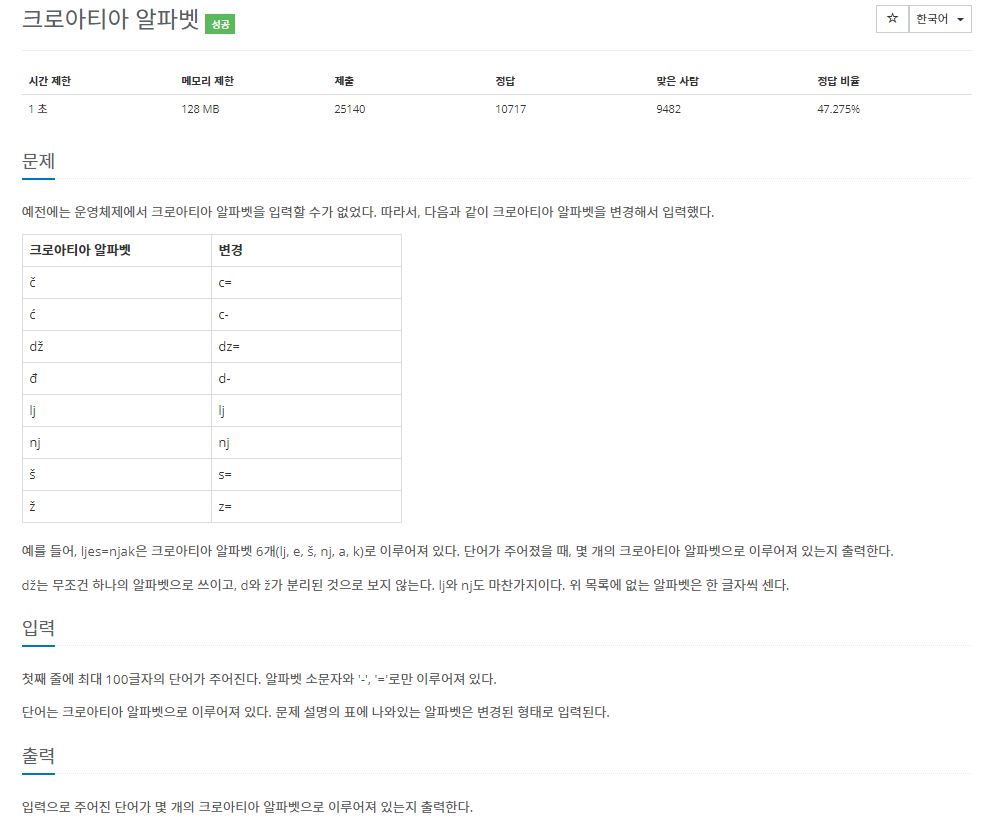 크로아티아 알파벳 성공
☆ 한국어
시간 제한 메모리 제한 제출 정답 맞은 사람 정답 비율
1 초 128 MB 25140 10717 9482 47.275%
문제
예전에는 운영체제에서 크로아티아 알파벳을 입력할 수가 없었다. 따라서, 다음과 같이 크로아티아 알파벳을 변경해서 입력했다.
크로아티아 알파벳 변경
č c=
ć c-
dž dz=
đ d-
lj lj
nj nj
š s=
ž z=
예를 들어, ljes=njak은 크로아티아 알파벳 6개(lj, e, š, nj, a, k)로 이루어져 있다. 단어가 주어졌을 때, 몇 개의 크로아티아 알파벳으로 이루어져 있는지 출력한다.
dž는 무조건 하나의 알파벳으로 쓰이고, d와 ž가 분리된 것으로 보지 않는다. lj와 nj도 마찬가지이다. 위 목록에 없는 알파벳은 한 글자씩 센다.
입력
첫째 줄에 최대 100글자의 단어가 주어진다. 알파벳 소문자와 '-', '='로만 이루어져 있다.
단어는 크로아티아 알파벳으로 이루어져 있다. 문제 설명의 표에 나와있는 알파벳은 변경된 형태로 입력된다.
출력
입력으로 주어진 단어가 몇 개의 크로아티아 알파벳으로 이루어져 있는지 출력한다.